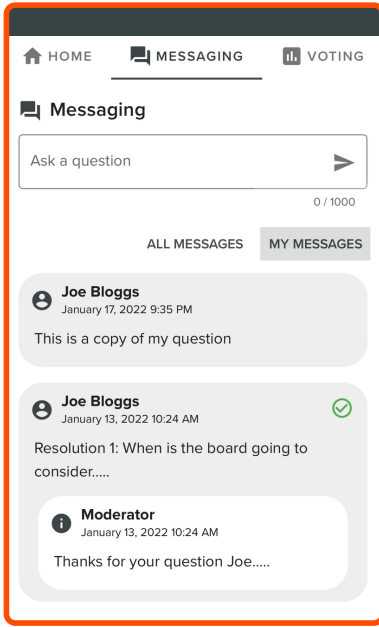 HOME MESSAGING VOTING
Messaging
Ask a question
0 / 1000
ALL MESSAGES MY MESSAGES
Joe Bloggs
January 17, 2022 9:35 PM
This is a copy of my question
Joe Bloggs
January 13, 2022 10:24 AM
Resolution 1: When is the board going to
consider.....
Moderator
January 13, 2022 10:24 AM
Thanks for your question Joe.....